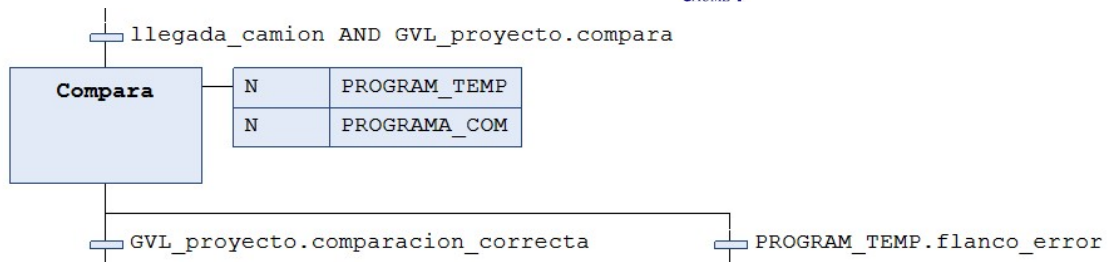 llegada_camion AND GVL_proyecto.compara
Compara
N PROGRAM_TEMP
N PROGRAMA_COM
GVL_proyecto.comparacion_correcta PROGRAM_TEMP.flanco_error